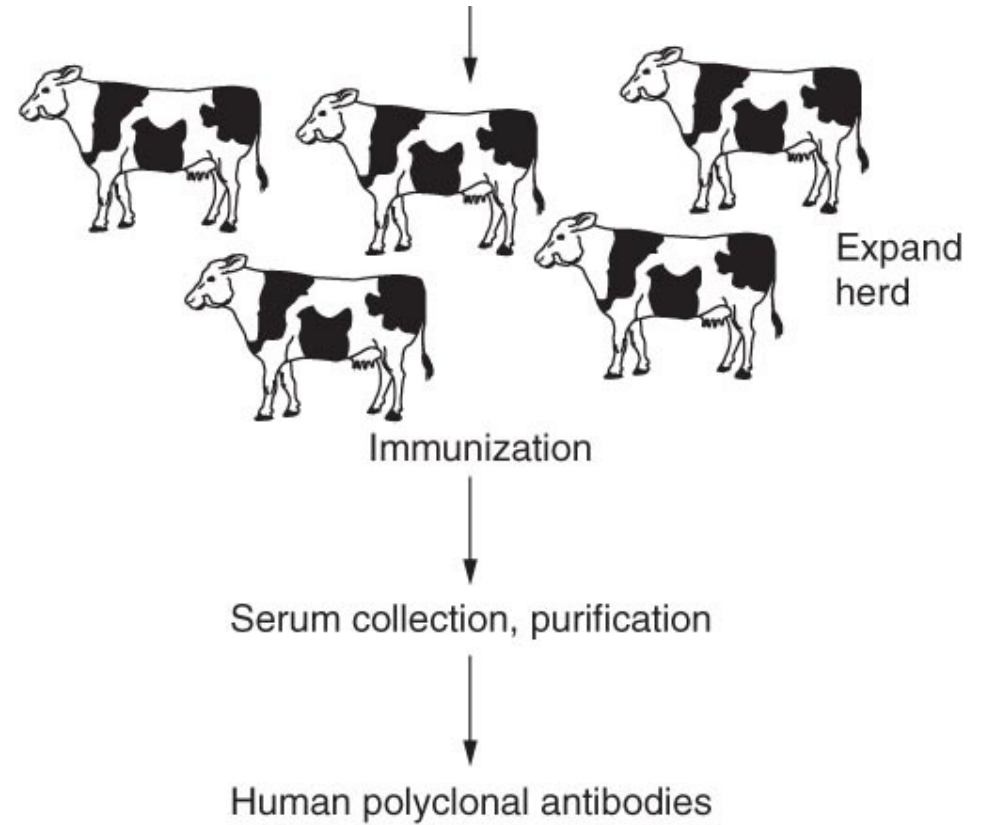 Expand
herd
Immunization
Serum collection, purification
Human polyclonal antibodies